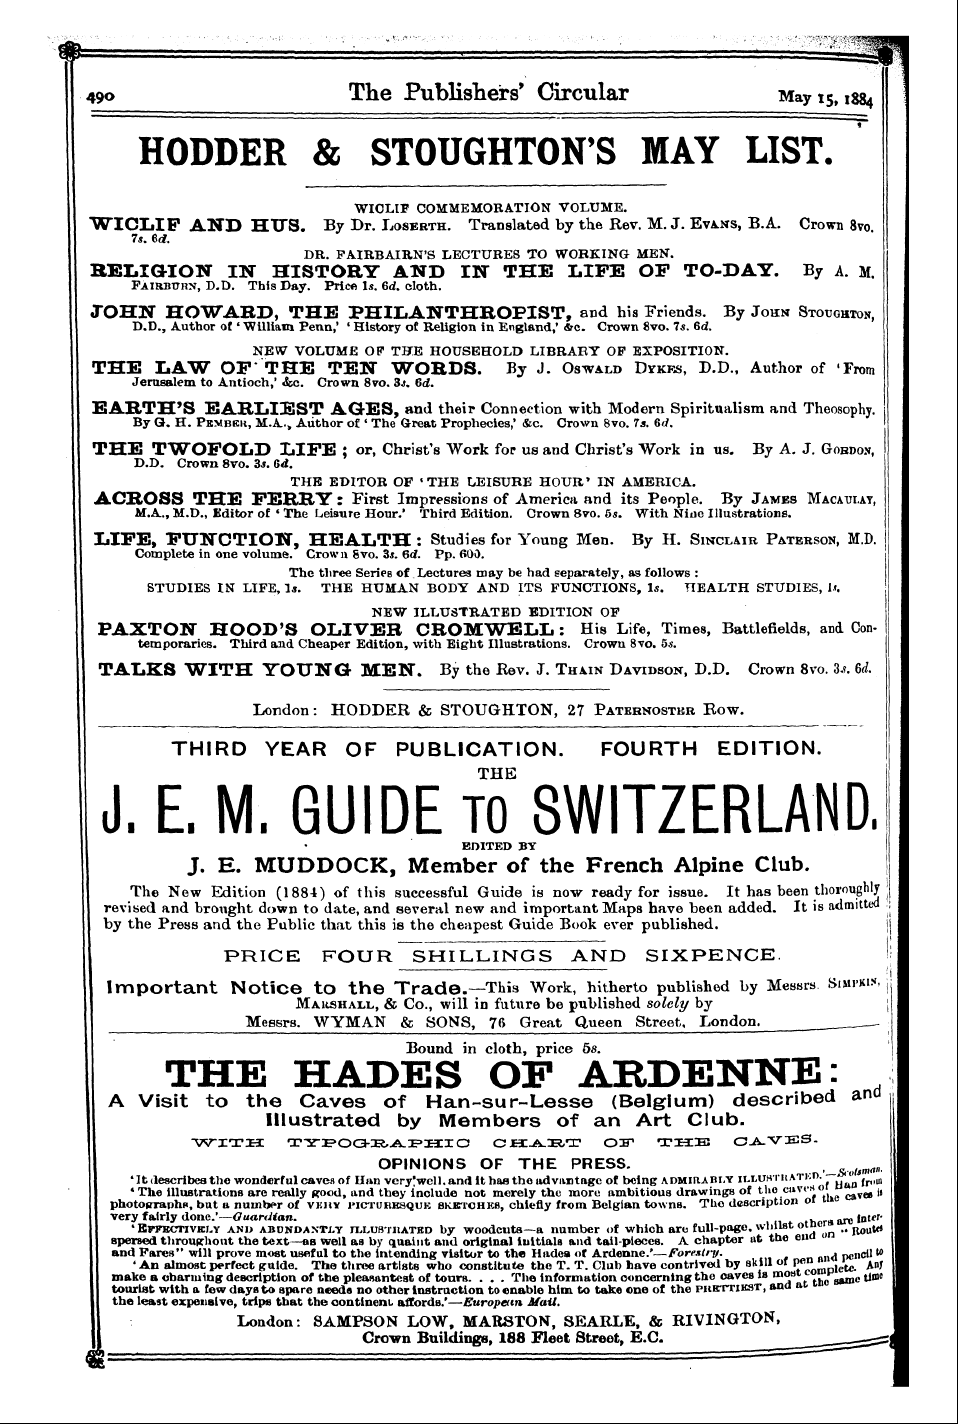 490 The Publishers' Circular May 15, 1884
HODDER & STOUGHTON'S MAY LIST.
WICLIF COMMEMORATION VOLUME.
WICLIF AND HUS. By Dr. LOSERTH. Translated by the Rev. M. J. EVANS, B.A. Crown 8vo.
7s. 6d.
DR. FAIRBAIRN'S LECTURES TO WORKING MEN.
RELIGION IN HISTORY AND IN THE LIFE OF TO-DAY. By A. M.
FAIRBURN, D.D. This Day. Price 1s. 6d. cloth.
JOHN HOWARD, THE PHILANTHROPIST, and his Friends. By JOHN STOUGHTON,
D.D., Author of 'William Penn,' 'History of Religion in England,' &c. Crown 8vo. 7s. 6d.
NEW VOLUME OF THE HOUSEHOLD LIBRARY OF EXPOSITION.
THE LAW OF THE TEN WORDS. By J. OSWALD DYKES, D.D., Author of 'From
Jerusalem to Antioch,' &c. Crown 8vo. 3s. 6d.
EARTH'S EARLIEST AGES, and their Connection with Modern Spiritualism and Theosophy.
By G. H. PEMBER, M.A., Author of 'The Great Prophecies,' &c. Crown 8vo. 7s. 6d.
THE TWOFOLD LIFE; or, Christ's Work for us and Christ's Work in us. By A. J. GORDON,
D.D. Crown 8vo. 3s. 6d.
THE EDITOR OF 'THE LEISURE HOUR' IN AMERICA.
ACROSS THE FERRY: First Impressions of America and its People. By JAMES MACAULAY,
M.A., M.D., Editor of 'The Leisure Hour.' Third Edition. Crown 8vo. 5s. With Nine Illustrations.
LIFE, FUNCTION, HEALTH: Studies for Young Men. By H. SINCLAIR PATERSON, M.D.
Complete in one volume. Crown 8vo. 3s. 6d. Pp. 600.
The three Series of Lectures may be had separately, as follows:
STUDIES IN LIFE, 1s. THE HUMAN BODY AND ITS FUNCTIONS, 1s. HEALTH STUDIES, 1s.
NEW ILLUSTRATED EDITION OF
PAXTON HOOD'S OLIVER CROMWELL: His Life, Times, Battlefields, and Con-
temporaries. Third and Cheaper Edition, with Eight Illustrations. Crown 8vo. 5s.
TALKS WITH YOUNG MEN. By the Rev. J. THAIN DAVIDSON, D.D. Crown 8vo. 3s. 6d.
London: HODDER & STOUGHTON, 27 PATERNOSTER ROW.
THIRD YEAR OF PUBLICATION. FOURTH EDITION.
THE
J. E. M. GUIDE TO SWITZERLAND.
EDITED BY
J. E. MUDDOCK, Member of the French Alpine Club.
The New Edition (1884) of this successful Guide is now ready for issue. It has been thoroughly
revised and brought down to date, and several new and important Maps have been added. It is admitted
by the Press and the Public that this is the cheapest Guide Book ever published.
PRICE FOUR SHILLINGS AND SIXPENCE.
Important Notice to the Trade.—This Work, hitherto published by Messrs. SIMPKIN,
MARSHALL, & Co., will in future be published solely by
Messrs. WYMAN & SONS, 76 Great Queen Street, London.
Bound in cloth, price 5s.
THE HADES OF ARDENNE:
A Visit to the Caves of Han-sur-Lesse (Belgium) described and
Illustrated by Members of an Art Club.
WITH TYPOGRAPHIC CHART OF THE CAVES.
OPINIONS OF THE PRESS.
'It describes the wonderful caves of Han very well, and it has the advantage of being ADMIRABLY ILLUSTRATED.'—Scotsman.
'The illustrations are really good, and they include not merely the more ambitious drawings of the caves of Han from
photographs, but a number of VERY PICTURESQUE SKETCHES, chiefly from Belgian towns. The description of the caves is
very fairly done.'—Guardian.
'EFFECTIVELY AND ABUNDANTLY ILLUSTRATED by woodcuts—a number of which are full-page, whilst others are inter-
spersed throughout the text—as well as by quaint and original initials and tail-pieces. A chapter at the end on "Routes
and Fares" will prove most useful to the intending visitor to the Hades of Ardenne.'—Forestry.
'An almost perfect guide. The three artists who constitute the T. T. Club have contrived by skill of pen and pencil to
make a charming description of the pleasantest of tours. . . . The information concerning the caves is most complete. Any
tourist with a few days to spare needs no other instruction to enable him to take one of the PRETTIEST, and at the same time
the least expensive, trips that the continent affords.'—European Mail.
London: SAMPSON LOW, MARSTON, SEARLE, & RIVINGTON,
Crown Buildings, 188 Fleet Street, E.C.